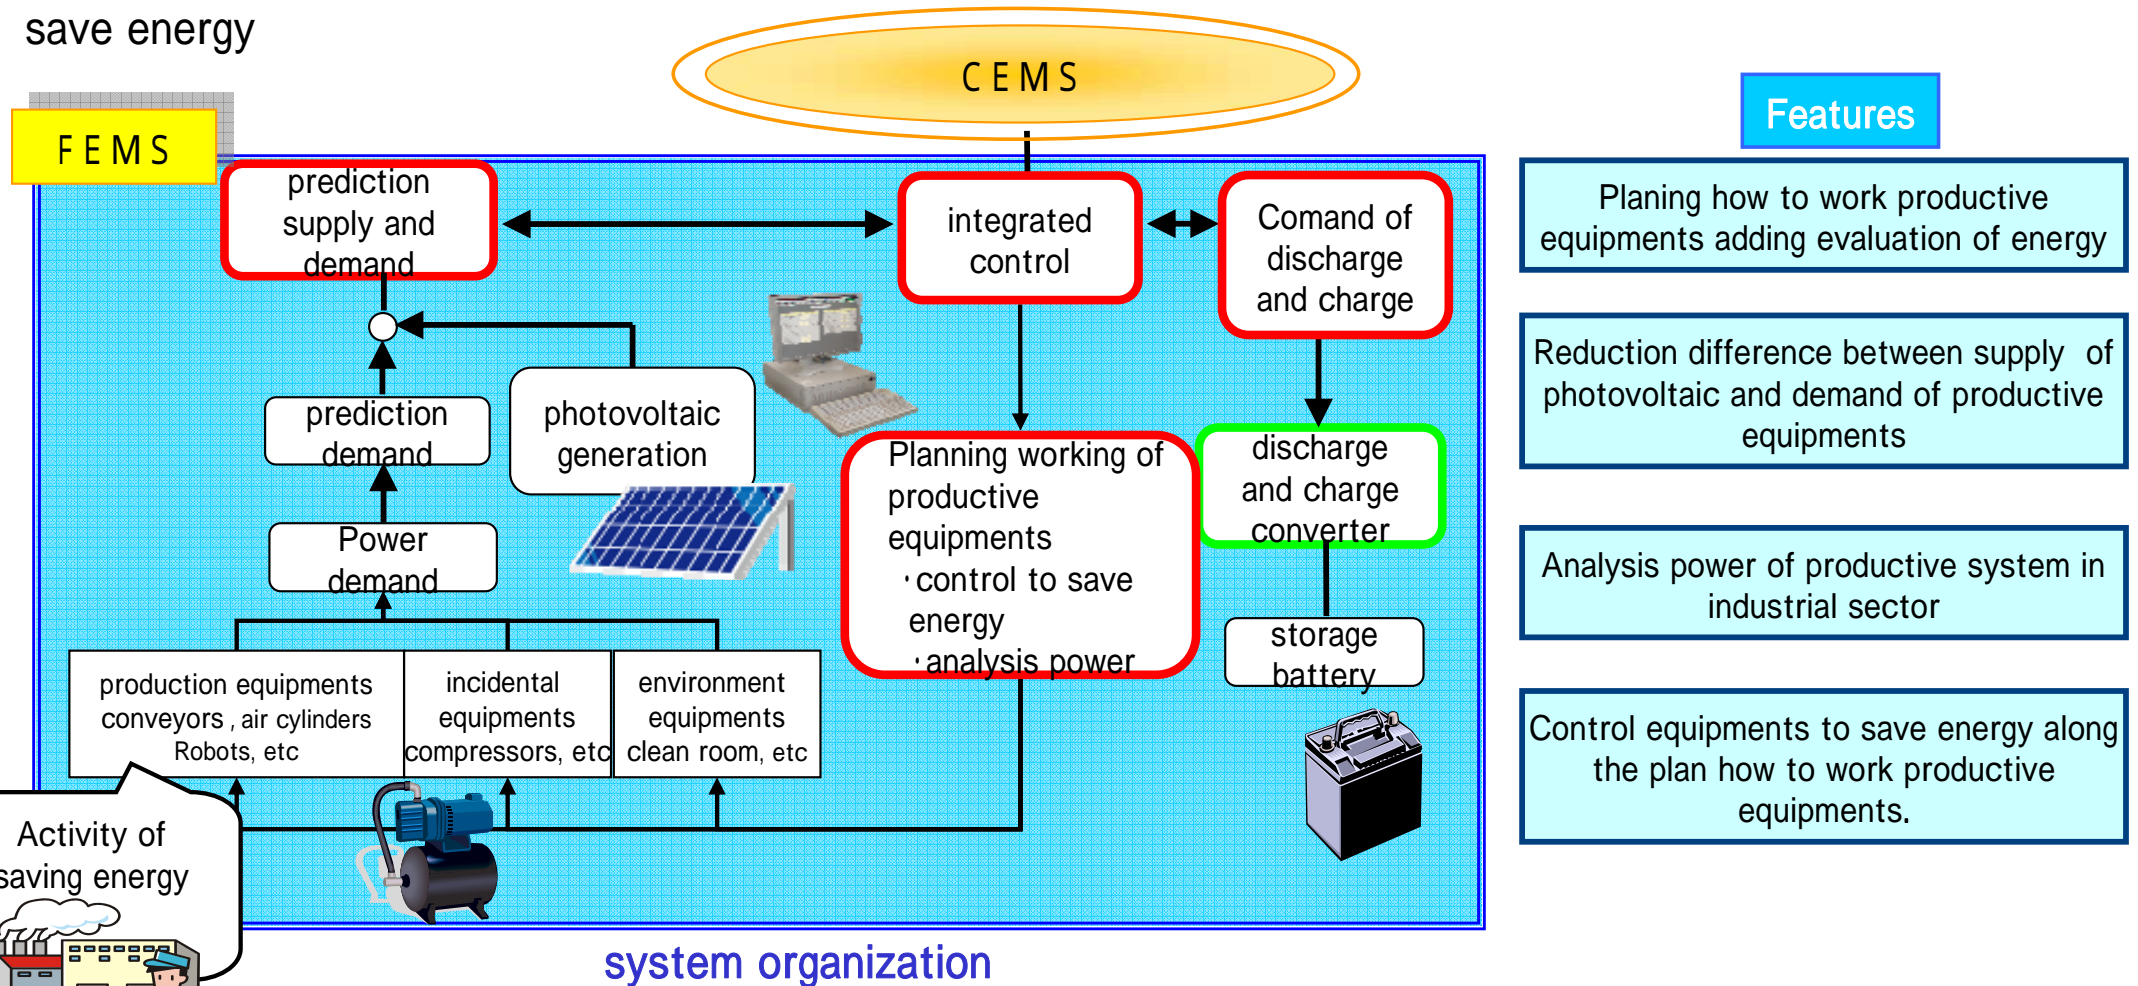 save energy
C E M S
F E M S
Features
prediction
supply and
demand
integrated
control
Comand of
discharge
and charge
prediction
demand
photovoltaic
generation
Power
demand
Planning working of
productive
equipments
・control to save
energy
・analysis power
discharge
and charge
converter
storage
battery
production equipments
conveyors , air cylinders
Robots, etc
incidental
equipments
compressors, etc
environment
equipments
clean room, etc
Activity of
saving energy
system organization
Planing how to work productive
equipments adding evaluation of energy
Reduction difference between supply of
photovoltaic and demand of productive
equipments
Analysis power of productive system in
industrial sector
Control equipments to save energy along
the plan how to work productive
equipments.